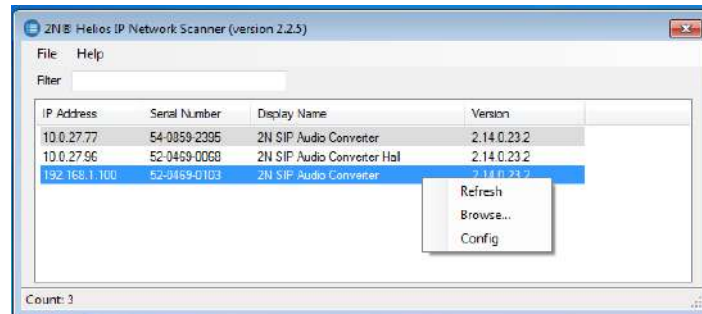 2N® Helios IP Network Scanner (version 2.2.5)
File Help
Filter
IP Address Serial Number Display Name Version
10.0.27.77 54-0859-2395 2N SIP Audio Converter 2.14.0.23.2
10.0.27.96 52-0469-0068 2N SIP Audio Converter Hall 2.14.0.23.2
192.168.1.100 52-0469-0103 2N SIP Audio Converter 2.14.0.23.2
Refresh
Browse...
Config
Count: 3